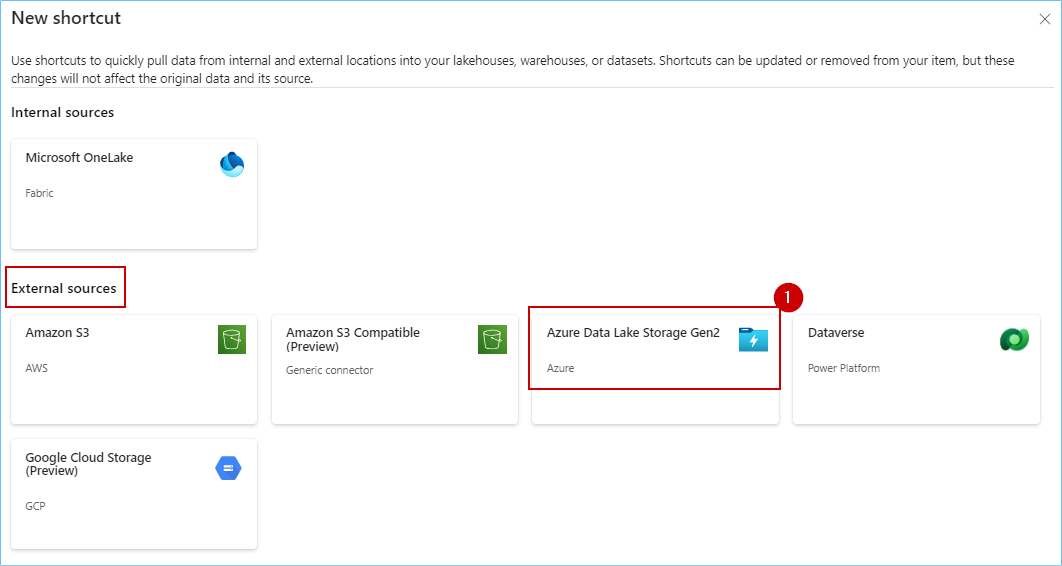 New shortcut
Use shortcuts to quickly pull data from internal and external locations into your lakehouses, warehouses, or datasets. Shortcuts can be updated or removed from your item, but these
changes will not affect the original data and its source.
Internal sources
Microsoft OneLake
Fabric
External sources
1
Amazon S3
AWS
Amazon S3 Compatible
(Preview)
Generic connector
Azure Data Lake Storage Gen2
Azure
Dataverse
Power Platform
Google Cloud Storage
(Preview)
GCP